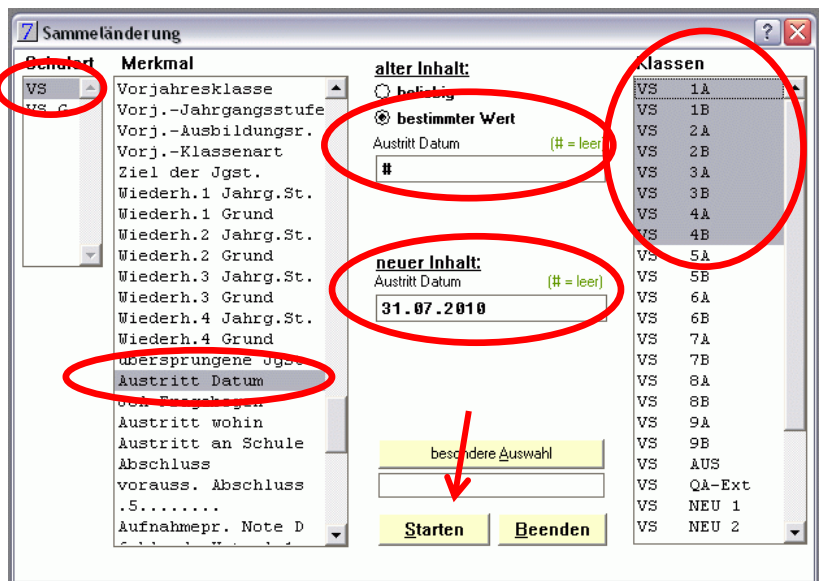 7 Sammeländerung
Schulart
VS
VS G
Merkmal
Vorjahresklasse
Vorj.-Jahrgangsstufe
Vorj.-Ausbildungsr.
Vorj.-Klassenart
Ziel der Jgst.
Wiederh.1 Jahrg.St.
Wiederh.1 Grund
Wiederh.2 Jahrg.St.
Wiederh.2 Grund
Wiederh.3 Jahrg.St.
Wiederh.3 Grund
Wiederh.4 Jahrg.St.
Wiederh.4 Grund
übersprungene Jgst
Austritt Datum
Austritt wohin
Austritt an Schule
Abschluss
vorauss. Abschluss
.5........
Aufnahmepr. Note D
alter Inhalt:
beliebig
bestimmter Wert
Austritt Datum (# = leer)
#
neuer Inhalt:
Austritt Datum (# = leer)
31.07.2010
besondere Auswahl
Starten Beenden
Klassen
VS 1A
VS 1B
VS 2A
VS 2B
VS 3A
VS 3B
VS 4A
VS 4B
VS 5A
VS 5B
VS 6A
VS 6B
VS 7A
VS 7B
VS 8A
VS 8B
VS 9A
VS 9B
VS AUS
VS QA-Ext
VS NEU 1
VS NEU 2